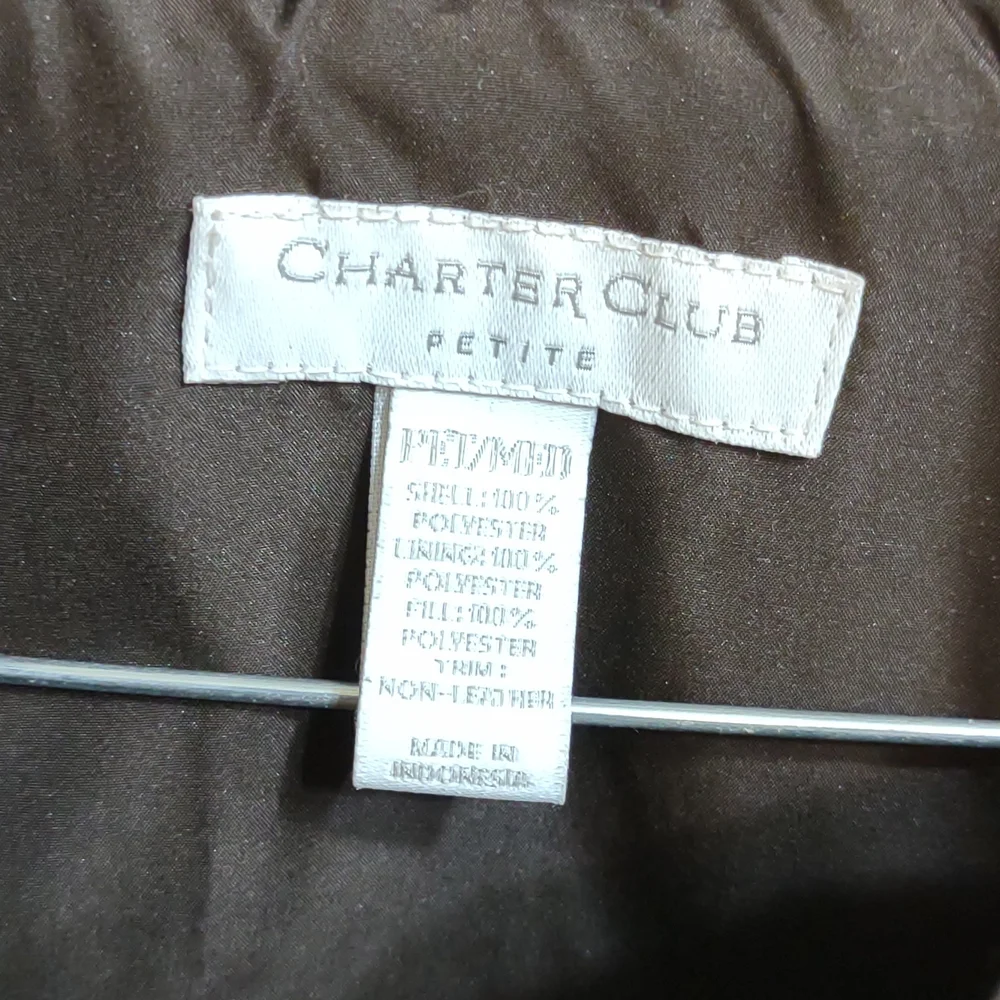 CHARTER CLUB
PETITE
PET/MED
SHELL: 100%
POLYESTER
LINING: 100%
POLYESTER
FILL: 100%
POLYESTER
TRIM:
NON-LEATHER
MADE IN
INDONESIA